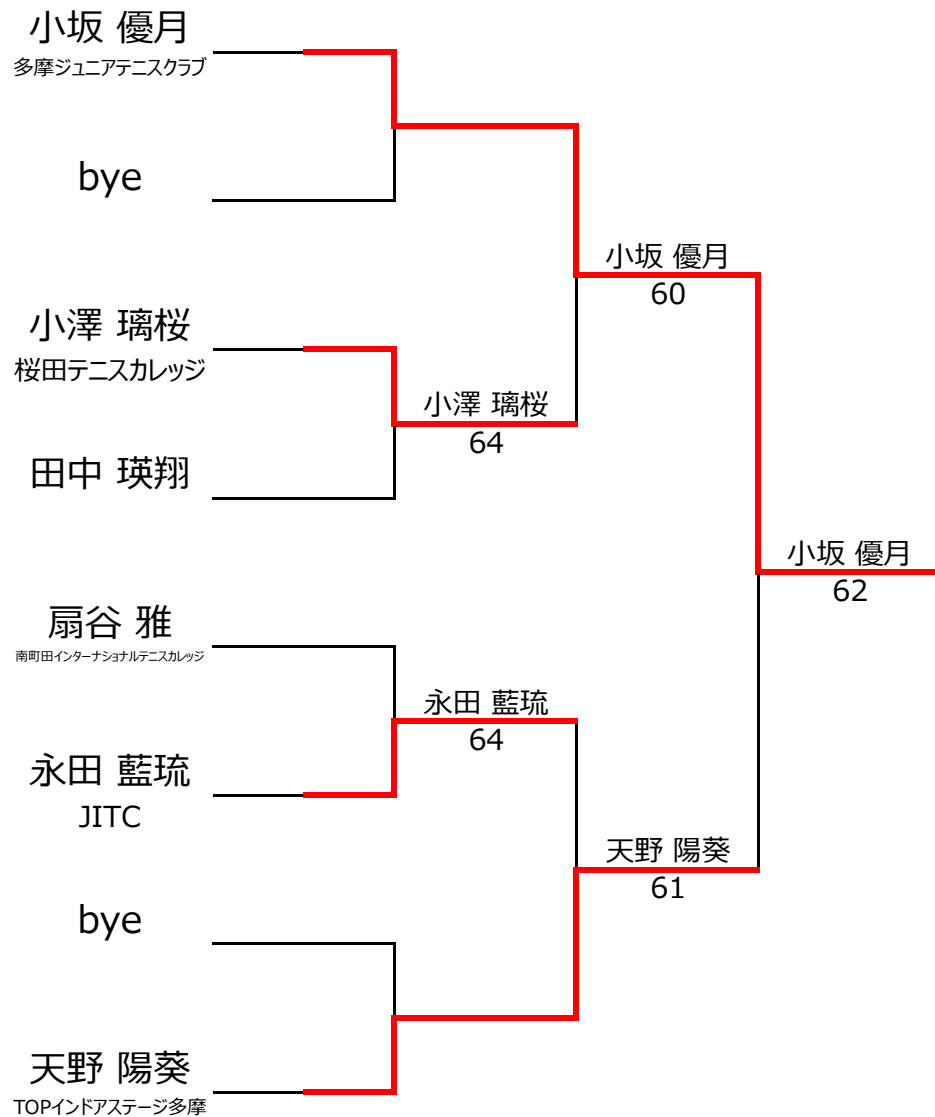 小坂 優月
多摩ジュニアテニスクラブ
bye
小澤 璃桜
桜田テニスカレッジ
田中 瑛翔
扇谷 雅
南町田インターナショナルテニスカレッジ
永田 藍琉
JITC
bye
天野 陽葵
TOPインドアステージ多摩
小澤 璃桜
64
永田 藍琉
64
小坂 優月
60
天野 陽葵
61
小坂 優月
62